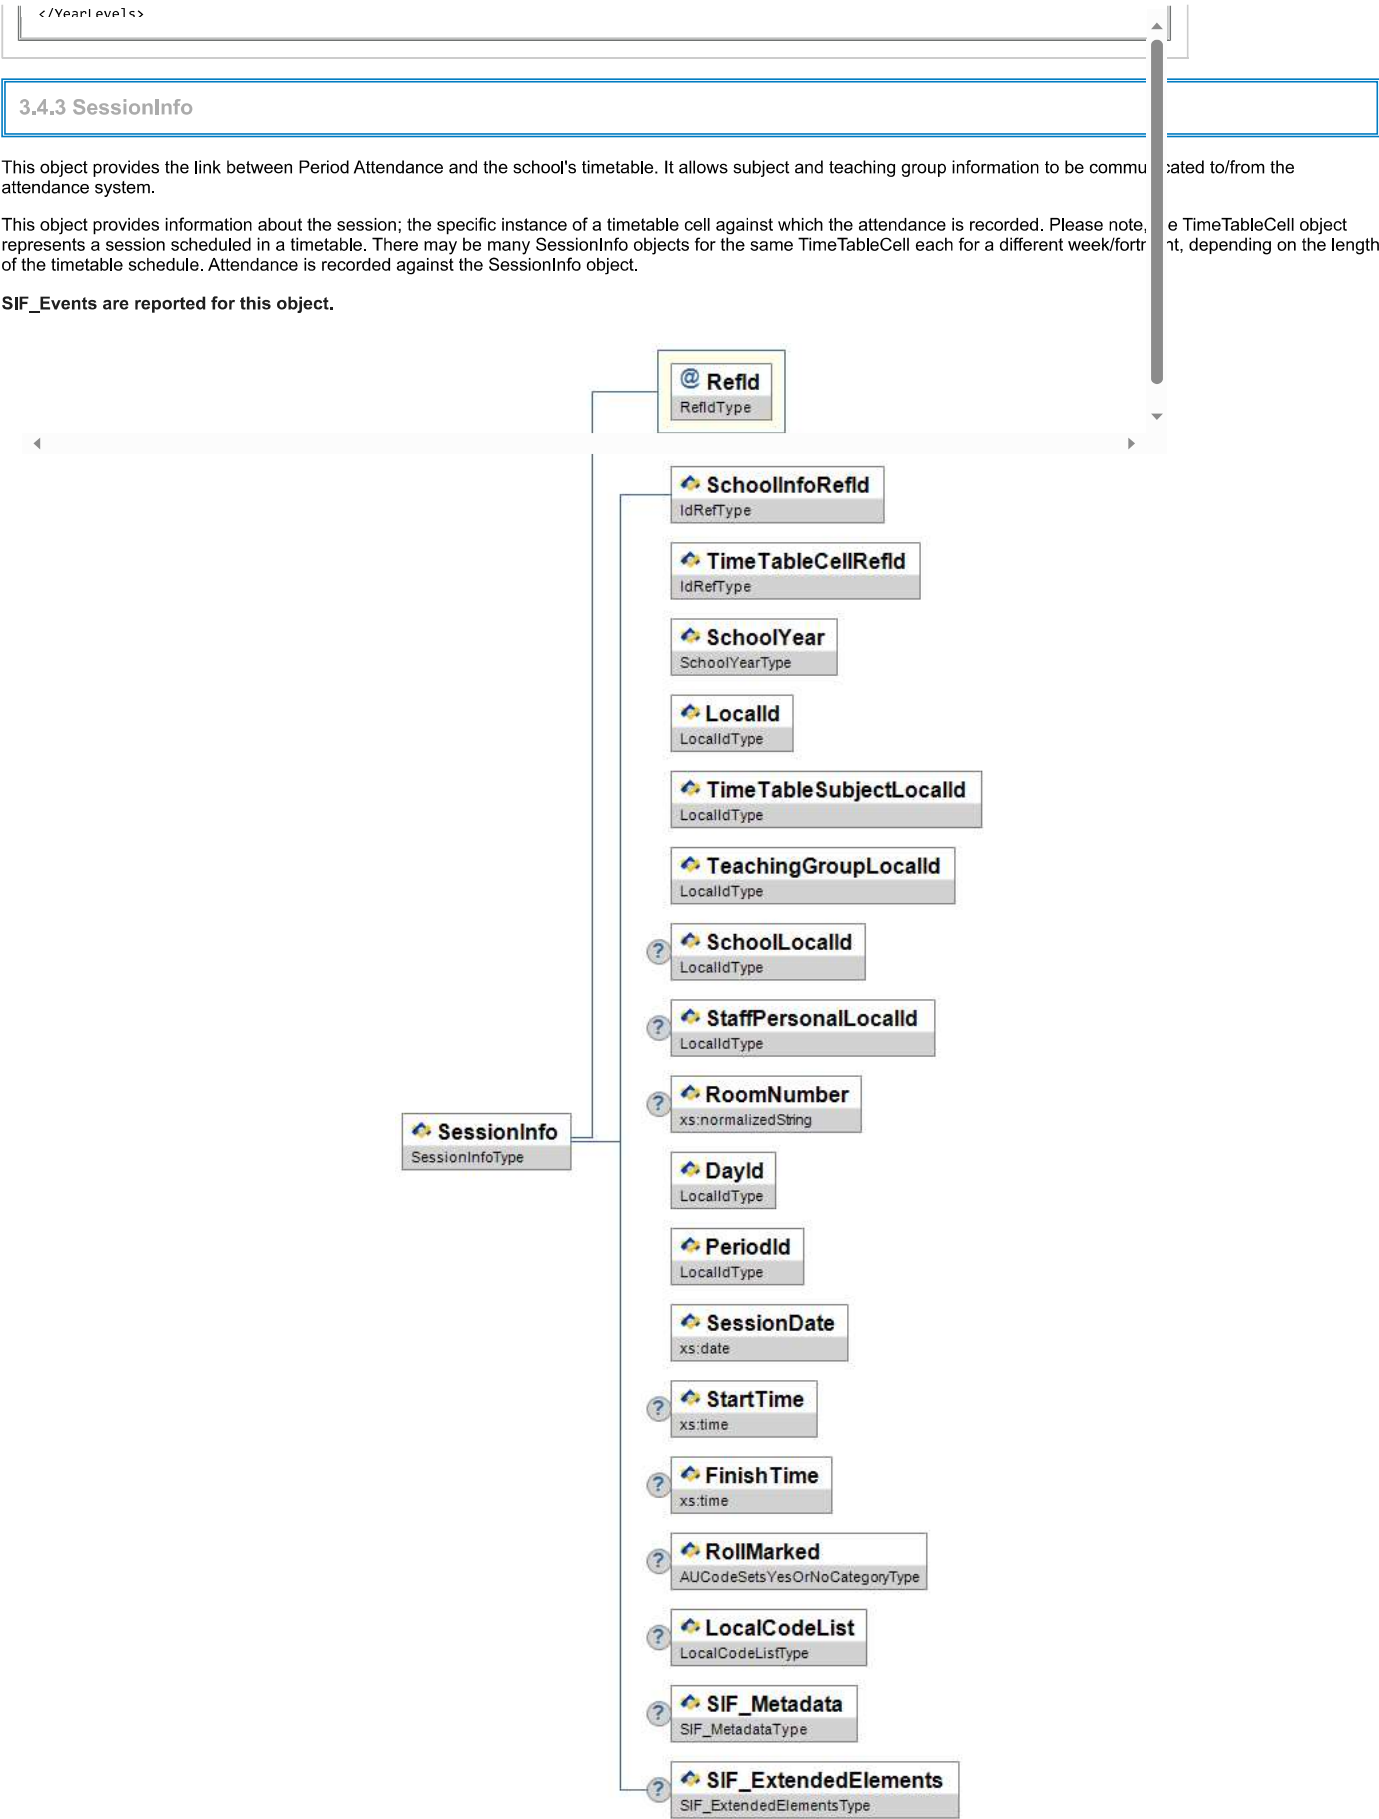 </YearLevels>
3.4.3 SessionInfo
This object provides the link between Period Attendance and the school's timetable. It allows subject and teaching group information to be commu cated to/from the
attendance system.
This object provides information about the session; the specific instance of a timetable cell against which the attendance is recorded. Please note, e TimeTableCell object
represents a session scheduled in a timetable. There may be many SessionInfo objects for the same TimeTableCell each for a different week/fortn nt, depending on the length
of the timetable schedule. Attendance is recorded against the SessionInfo object.
SIF_Events are reported for this object.
@ RefId
RefIdType
SchoolInfoRefId
IdRefType
TimeTableCellRefId
IdRefType
SchoolYear
SchoolYearType
LocalId
LocalIdType
TimeTableSubjectLocalId
LocalIdType
TeachingGroupLocalId
LocalIdType
? SchoolLocalId
LocalIdType
? StaffPersonalLocalId
LocalIdType
? RoomNumber
xs:normalizedString
SessionInfo
SessionInfoType
DayId
LocalIdType
PeriodId
LocalIdType
SessionDate
xs:date
? StartTime
xs:time
? FinishTime
xs:time
? RollMarked
AUCodeSetsYesOrNoCategoryType
? LocalCodeList
LocalCodeListType
? SIF_Metadata
SIF_MetadataType
? SIF_ExtendedElements
SIF_ExtendedElementsType